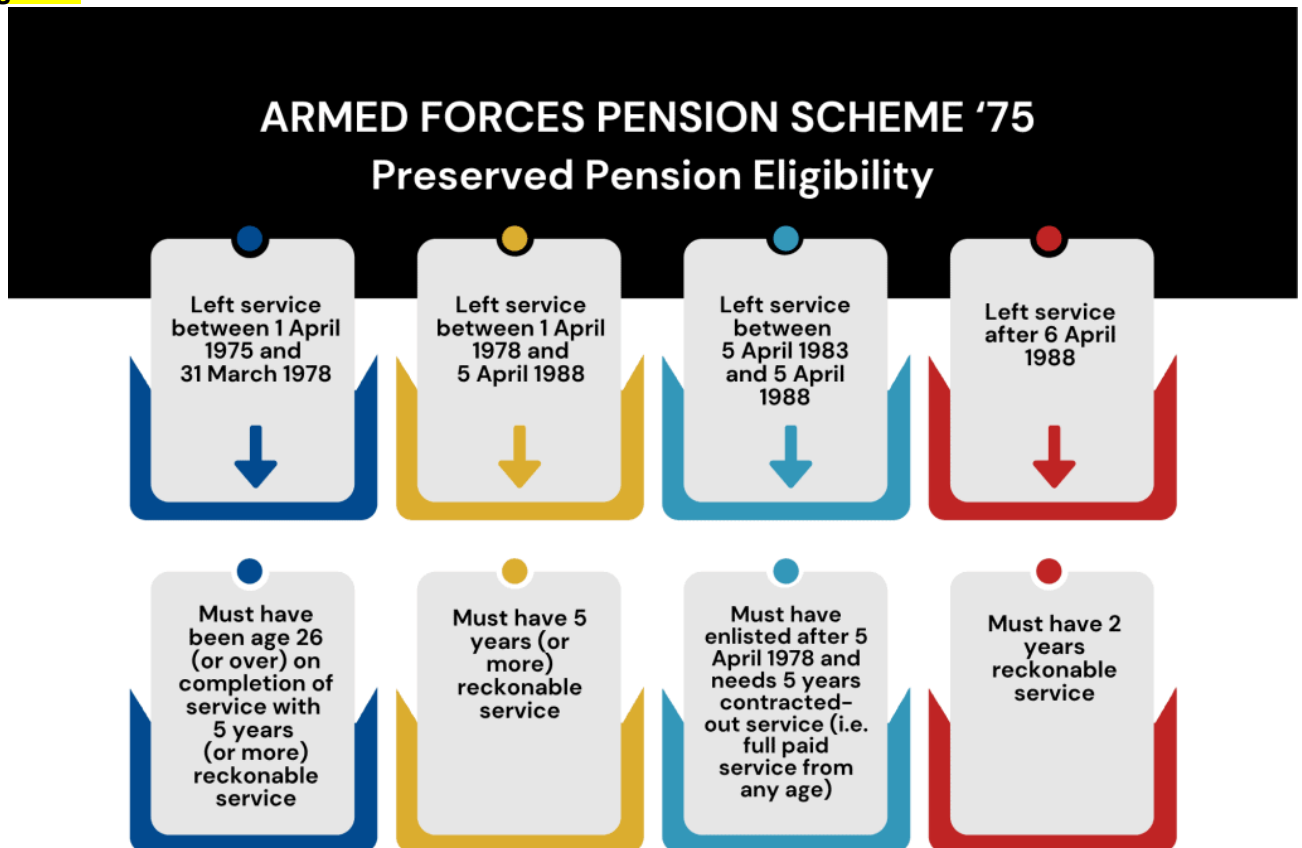 ARMED FORCES PENSION SCHEME ‘75
Preserved Pension Eligibility
Left service
between 1 April
1975 and
31 March 1978
Left service
between 1 April
1978 and
5 April 1988
Left service
between
5 April 1983
and 5 April
1988
Left service
after 6 April
1988
Must have
been age 26
(or over) on
completion of
service with
5 years
(or more)
reckonable
service
Must have 5
years (or
more)
reckonable
service
Must have
enlisted after 5
April 1978 and
needs 5 years
contracted-
out service (i.e.
full paid
service from
any age)
Must have 2
years
reckonable
service